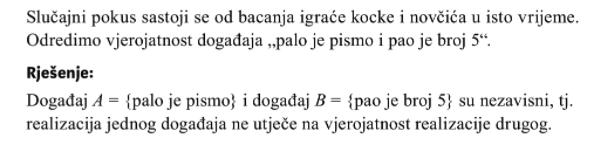 Slučajni pokus sastoji se od bacanja igraće kocke i novčića u isto vrijeme.
Odredimo vjerojatnost događaja „palo je pismo i pao je broj 5“.
Rješenje:
Događaj A = {palo je pismo} i događaj B = {pao je broj 5} su nezavisni, tj.
realizacija jednog događaja ne utječe na vjerojatnost realizacije drugog.